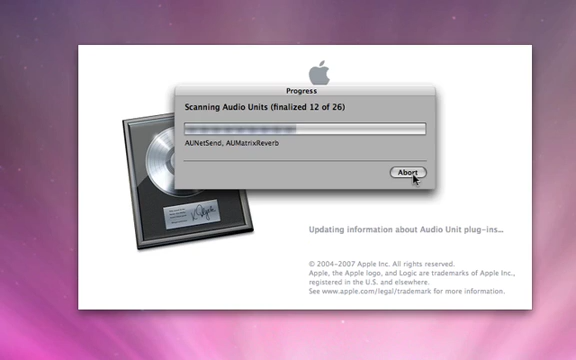 Progress
Scanning Audio Units (finalized 12 of 26)
AUNetSend, AUMatrixReverb
Abort
Updating information about Audio Unit plug-ins...
© 2004-2007 Apple Inc. All rights reserved.
Apple, the Apple logo, and Logic are trademarks of Apple Inc.,
registered in the U.S. and elsewhere.
See www.apple.com/legal/trademark for more information.